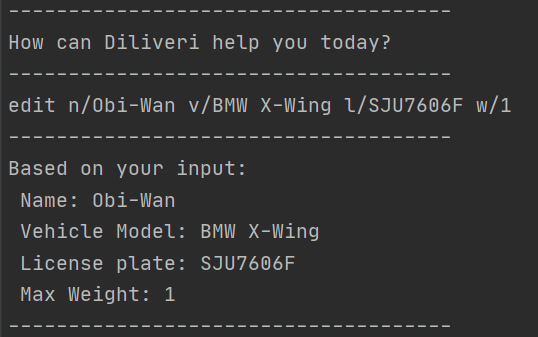 -------------------------------------
How can Diliveri help you today?
-------------------------------------
edit n/Obi-Wan v/BMW X-Wing l/SJU7606F w/1
-------------------------------------
Based on your input:
 Name: Obi-Wan
 Vehicle Model: BMW X-Wing
 License plate: SJU7606F
 Max Weight: 1
-------------------------------------